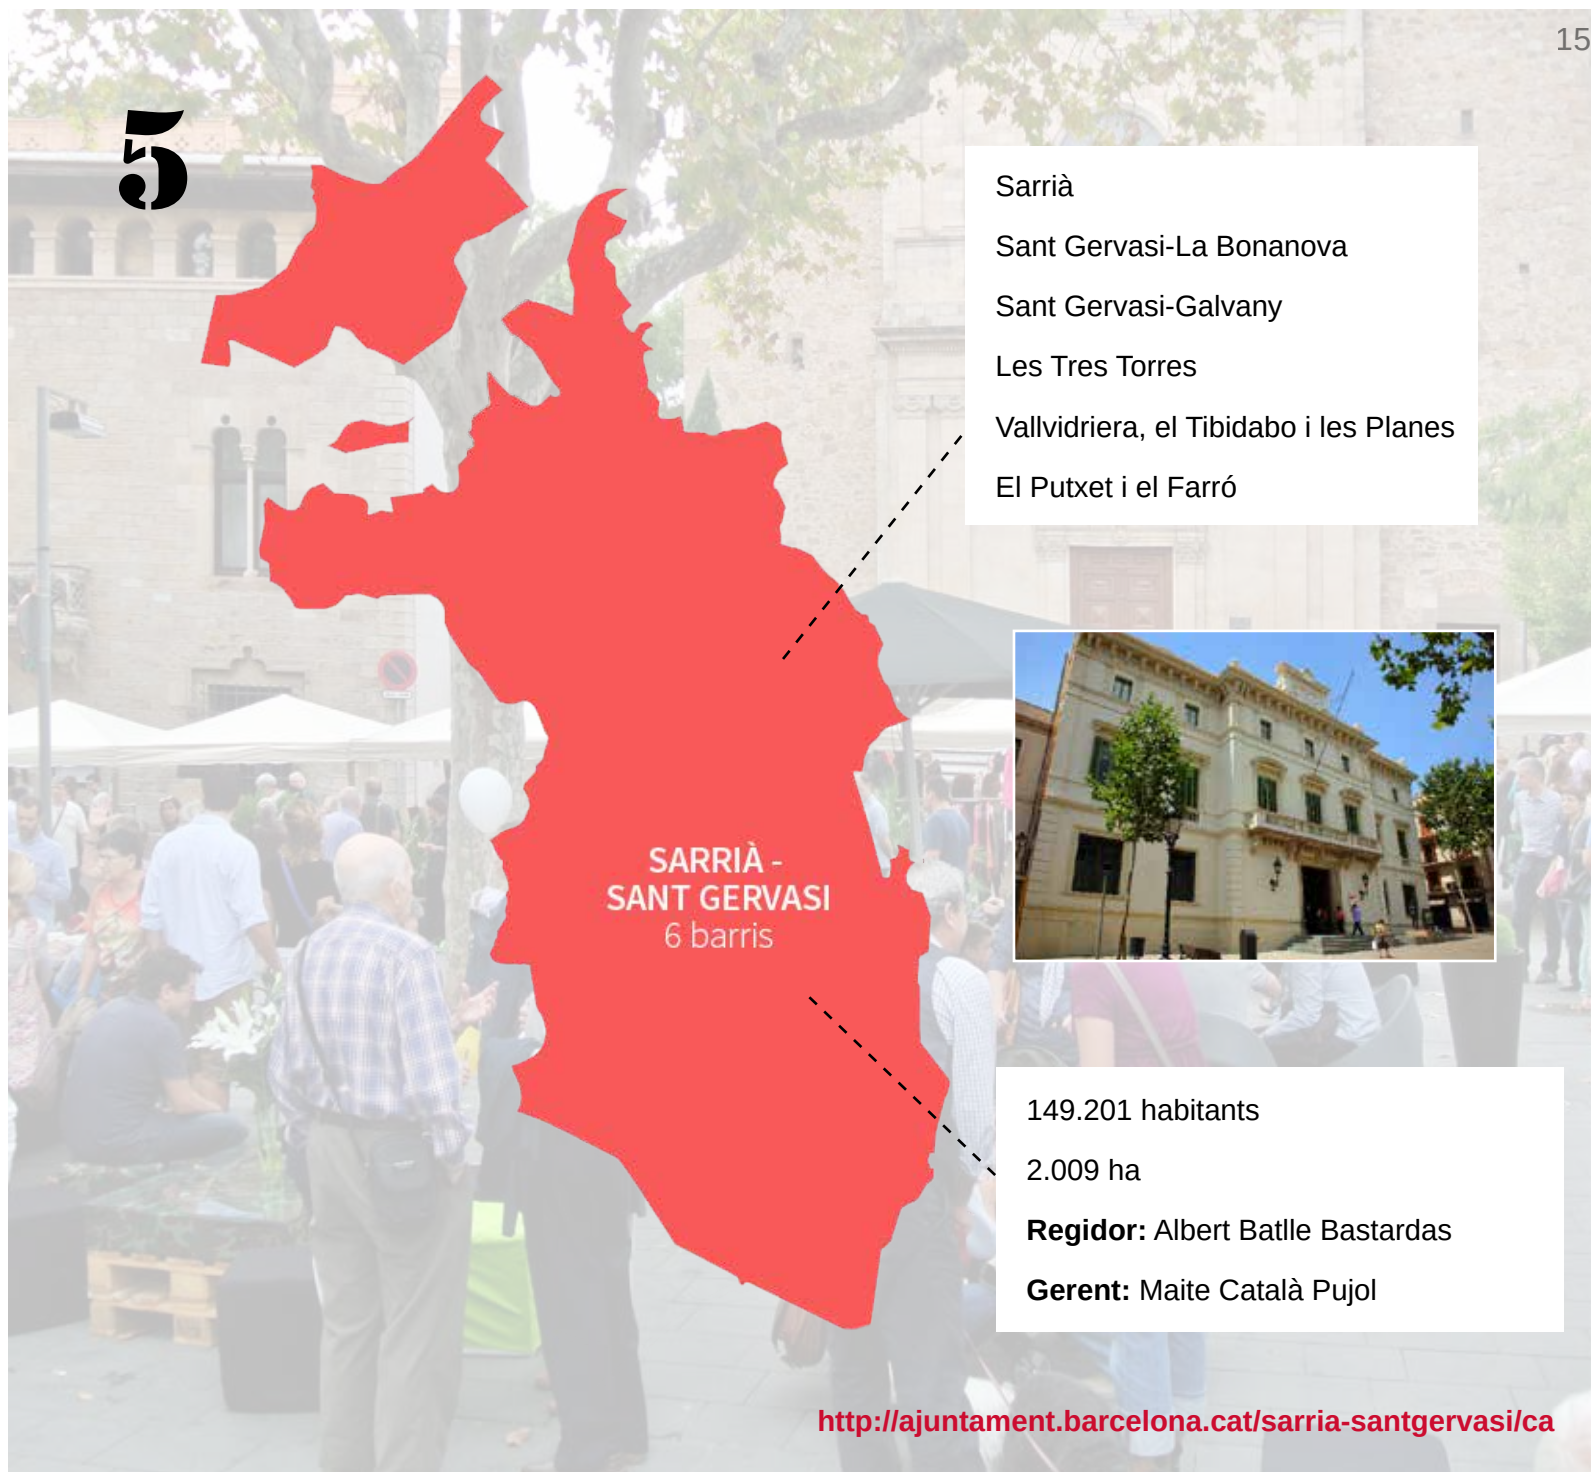 15
5
Sarrià
Sant Gervasi-La Bonanova
Sant Gervasi-Galvany
Les Tres Torres
Vallvidriera, el Tibidabo i les Planes
El Putxet i el Farró
SARRIÀ -
SANT GERVASI
6 barris
149.201 habitants
2.009 ha
Regidor: Albert Batlle Bastardas
Gerent: Maite Català Pujol
http://ajuntament.barcelona.cat/sarria-santgervasi/ca